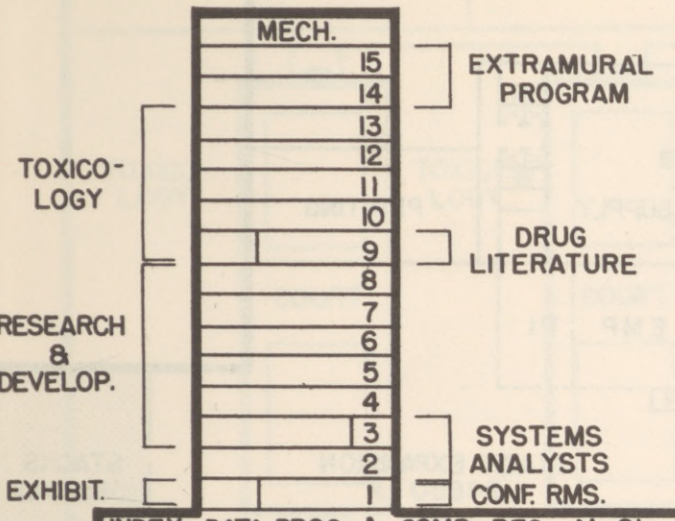 MECH.
15
14
13
12
11
10
9
8
7
6
5
4
3
2
1
EXTRAMURAL
PROGRAM
TOXICO-
LOGY
DRUG
LITERATURE
RESEARCH
&
DEVELOP.
SYSTEMS
ANALYSTS
EXHIBIT.
CONF. RMS.